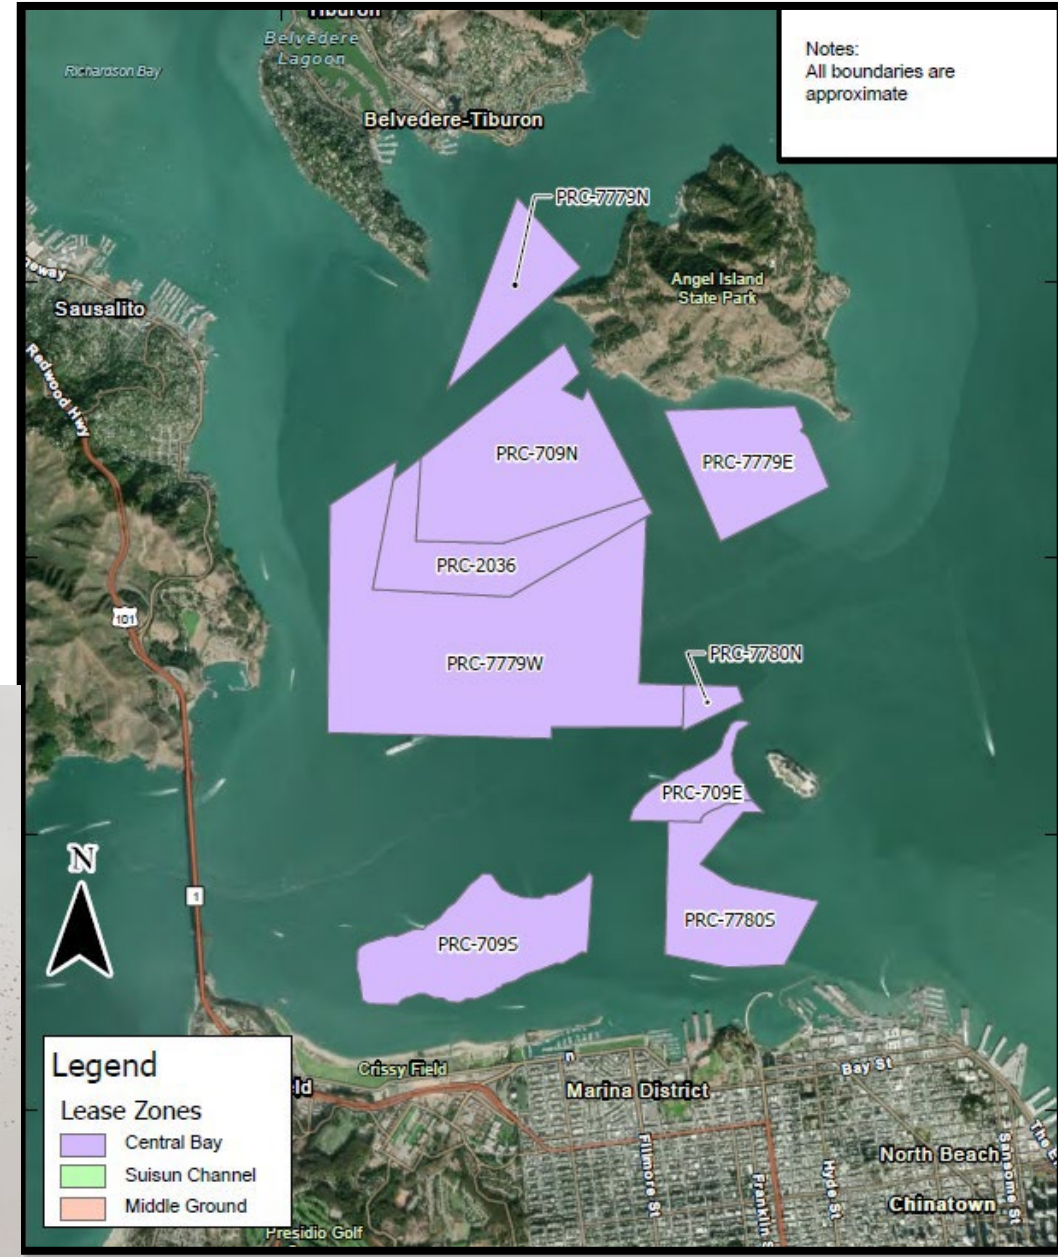 Tiburon
Belvedere
Lagoon
Richardson Bay
Notes:
All boundaries are
approximate
Belvedere-Tiburon
PRC-7779N
Angel Island
State Park
Sausalito
Redwood Hwy
PRC-709N
PRC-7779E
PRC-2036
101
PRC-7780N
PRC-7779W
PRC-709E
N
1
PRC-7780S
PRC-709S
Legend
Lease Zones
Central Bay
Suisun Channel
Middle Ground
Crissy Field
Marina District
Bay St
North Beach
Chinatown
Fillmore St
Franklin S
Hyde St
Sansome St
The E
Presidio Golf